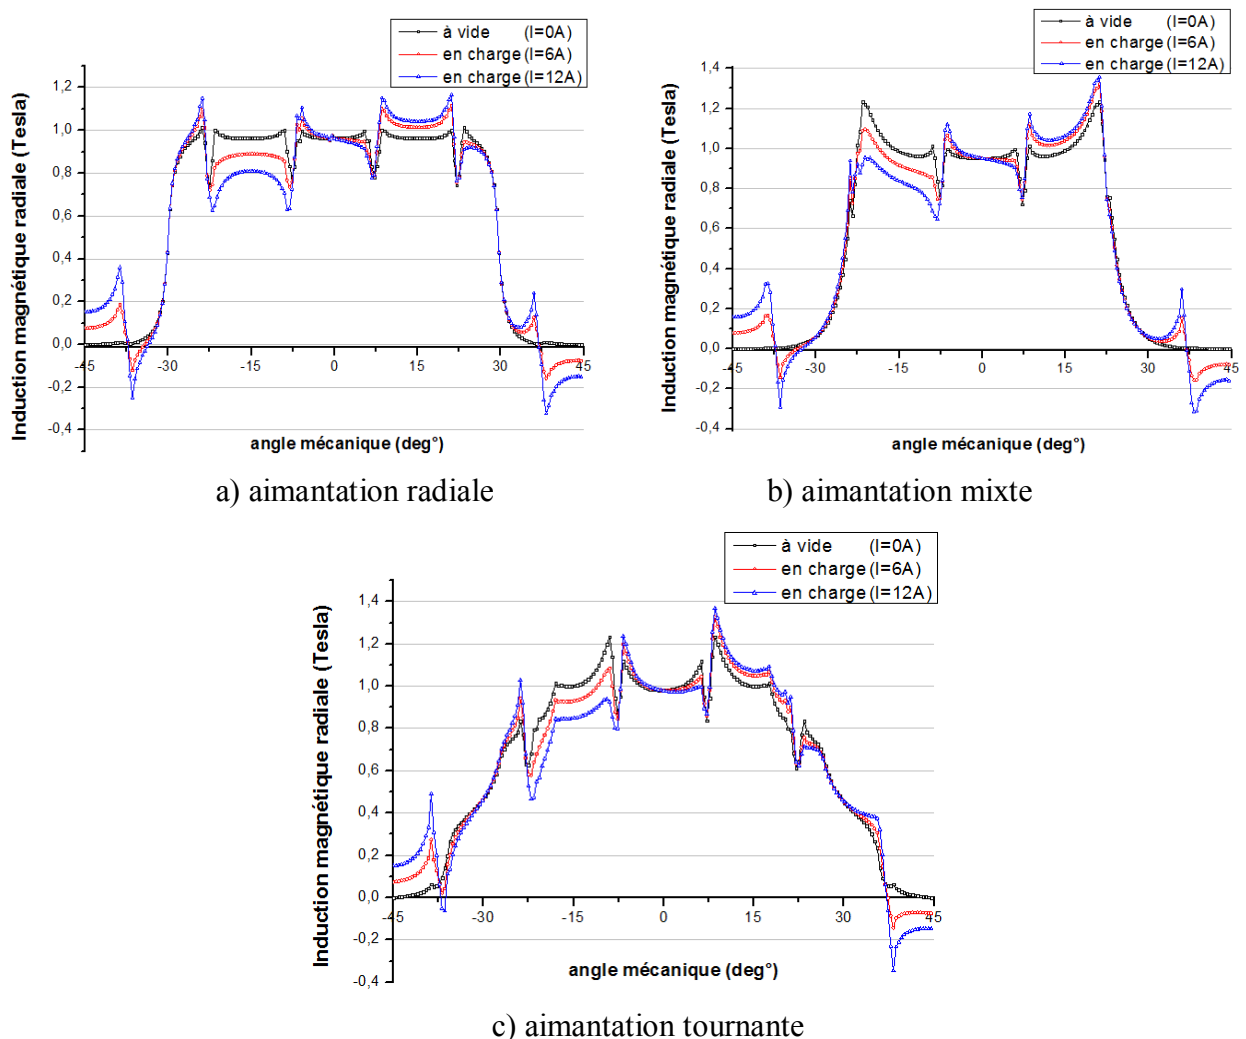 à vide (I=0A)
en charge (I=6A)
en charge (I=12A)
Induction magnétique radiale (Tesla)
1,2
1,0
0,8
0,6
0,4
0,2
0,0
-0,2
-0,4
-45 -30 -15 0 15 30 45
angle mécanique (deg°)
a) aimantation radiale
à vide (I=0A)
en charge (I=6A)
en charge (I=12A)
Induction magnétique radiale (Tesla)
1,4
1,2
1,0
0,8
0,6
0,4
0,2
0,0
-0,2
-0,4
-45 -30 -15 0 15 30 45
angle mécanique (deg°)
b) aimantation mixte
à vide (I=0A)
en charge (I=6A)
en charge (I=12A)
Induction magnétique radiale (Tesla)
1,4
1,2
1,0
0,8
0,6
0,4
0,2
0,0
-0,2
-0,4
-45 -30 -15 0 15 30 45
angle mécanique (deg°)
c) aimantation tournante